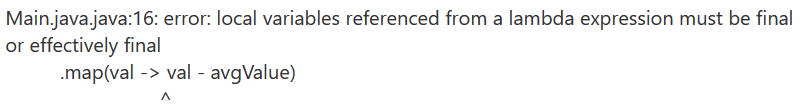 Main.java.java:16: error: local variables referenced from a lambda expression must be final
or effectively final
.map(val -> val - avgValue)
^